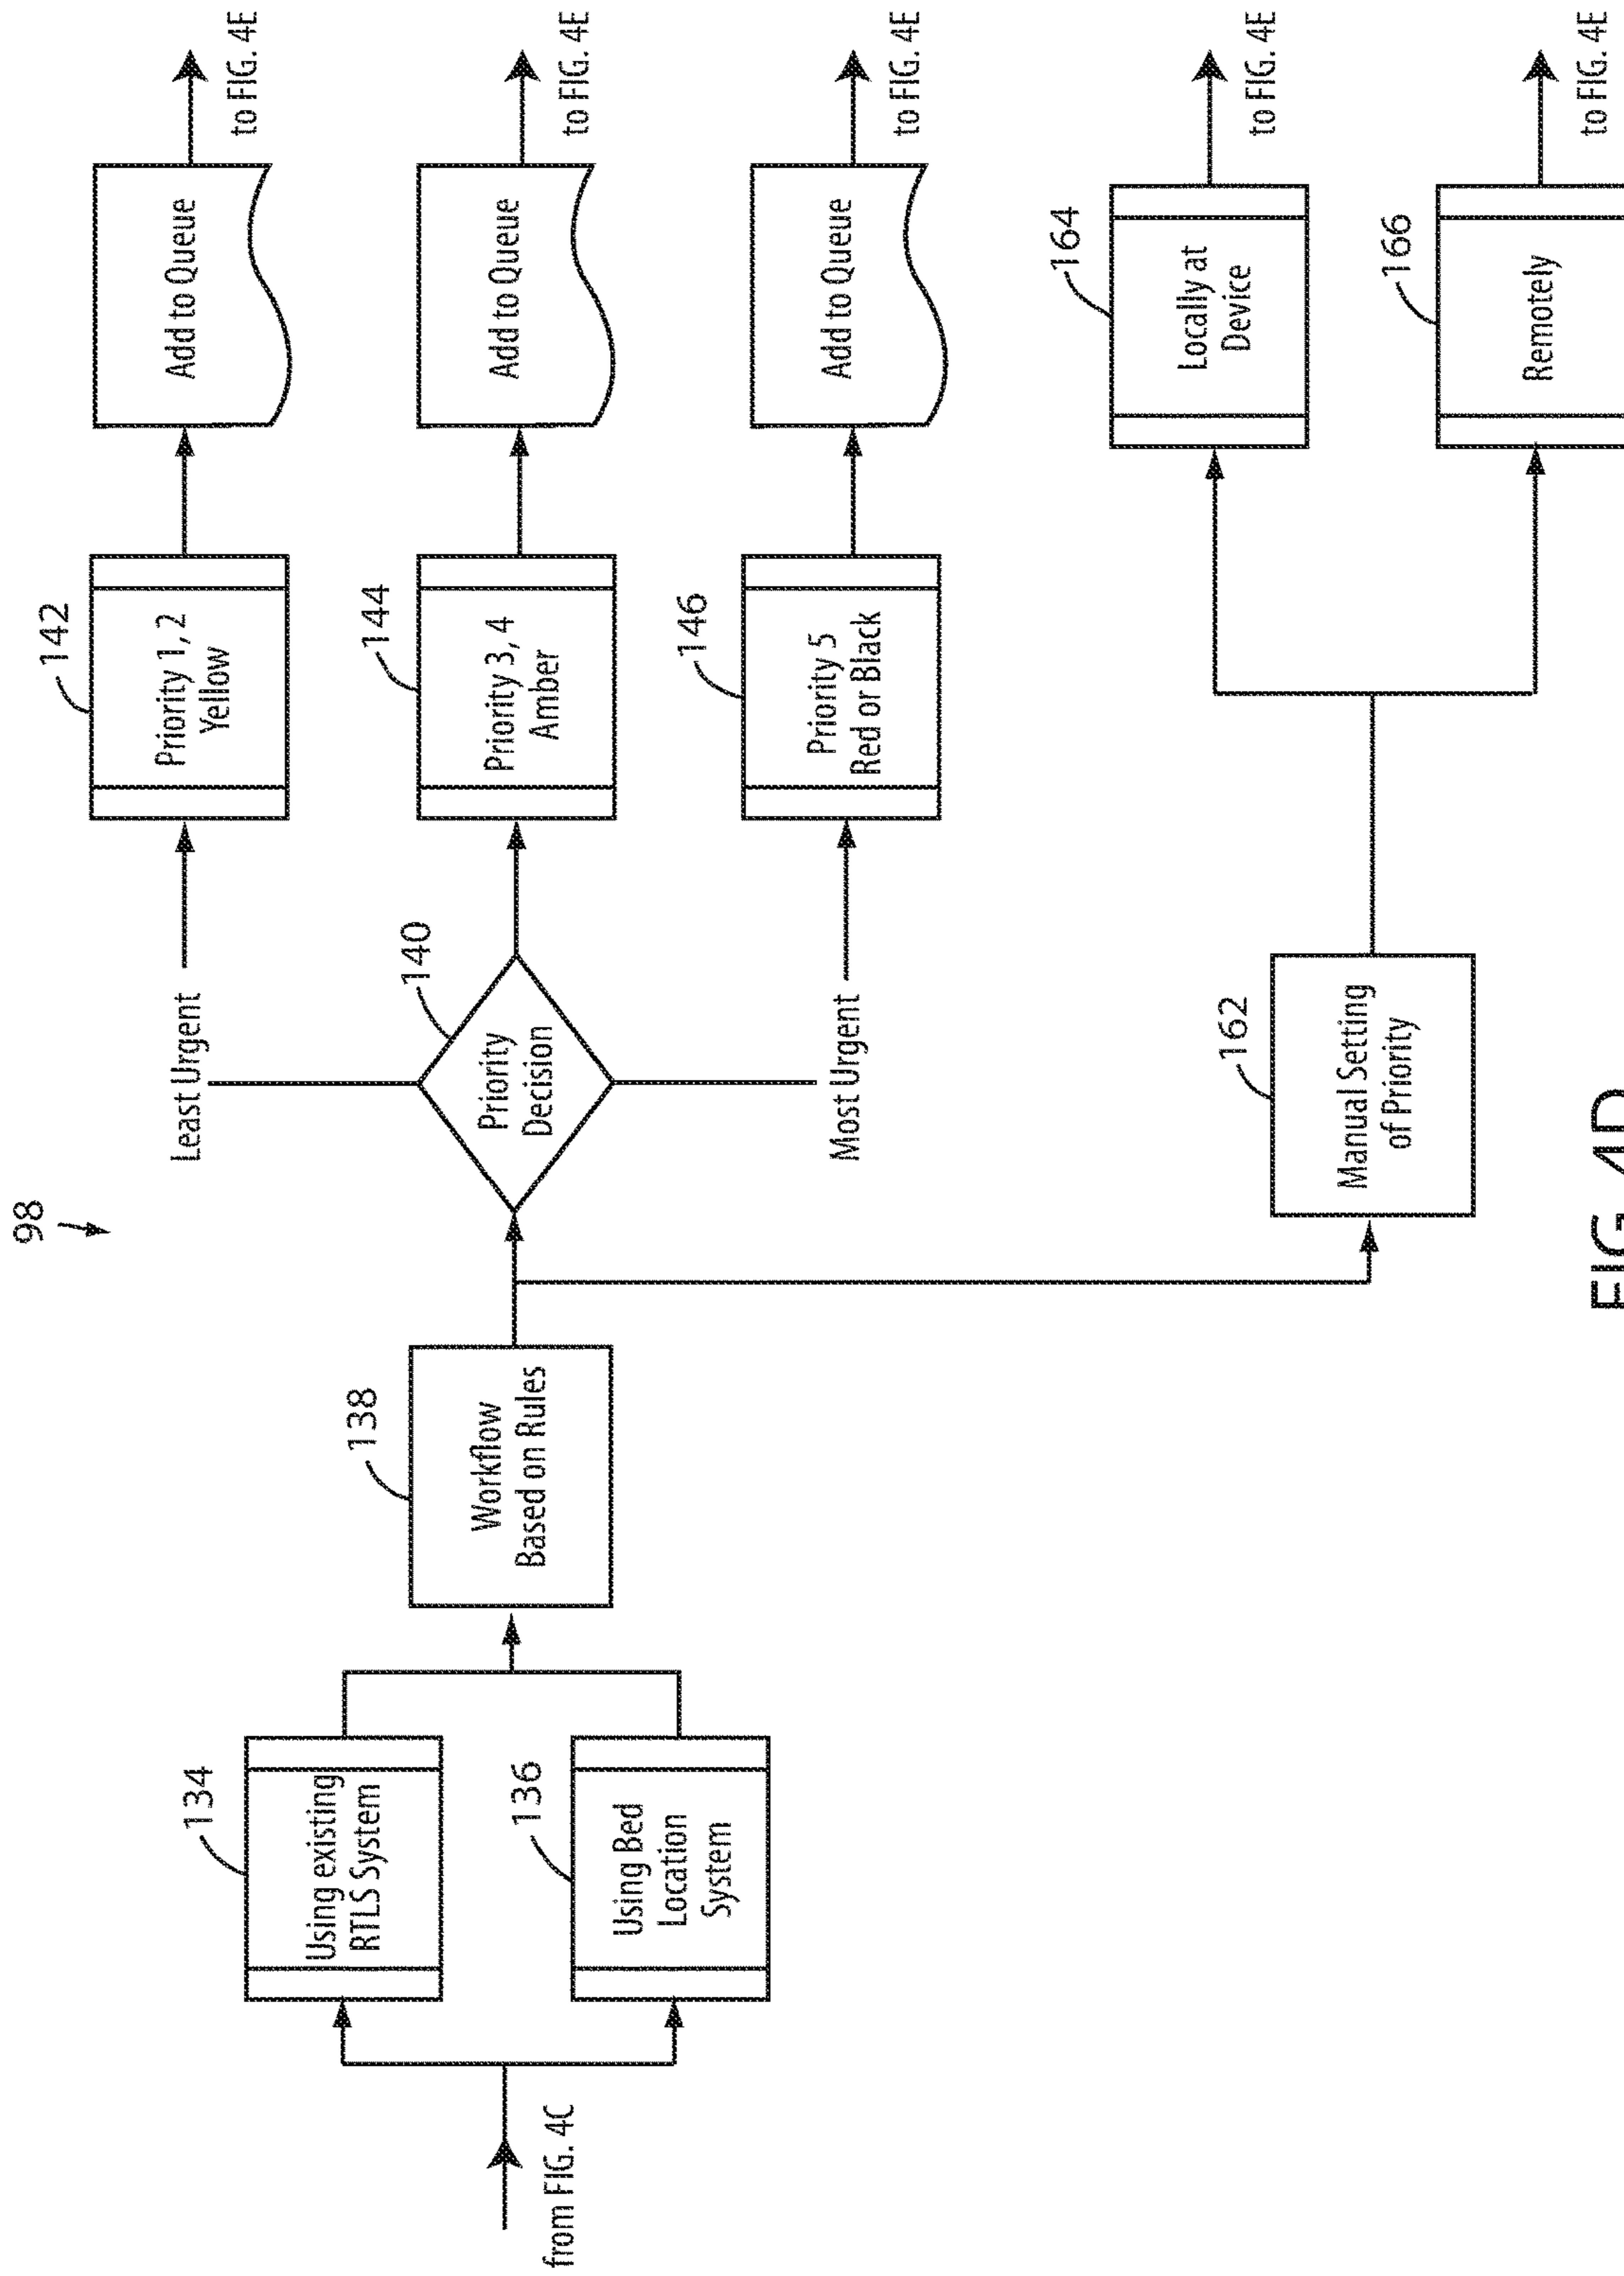 98
from FIG. 4C
134
Using existing
RTLS System
136
Using Bed
Location
System
138
Workflow
Based on Rules
140
Priority
Decision
Least Urgent
Most Urgent
142
Priority 1, 2
Yellow
Add to Queue
to FIG. 4E
144
Priority 3, 4
Amber
Add to Queue
to FIG. 4E
146
Priority 5
Red or Black
Add to Queue
to FIG. 4E
162
Manual Setting
of Priority
164
Locally at
Device
to FIG. 4E
166
Remotely
to FIG. 4E
FIG. 4D